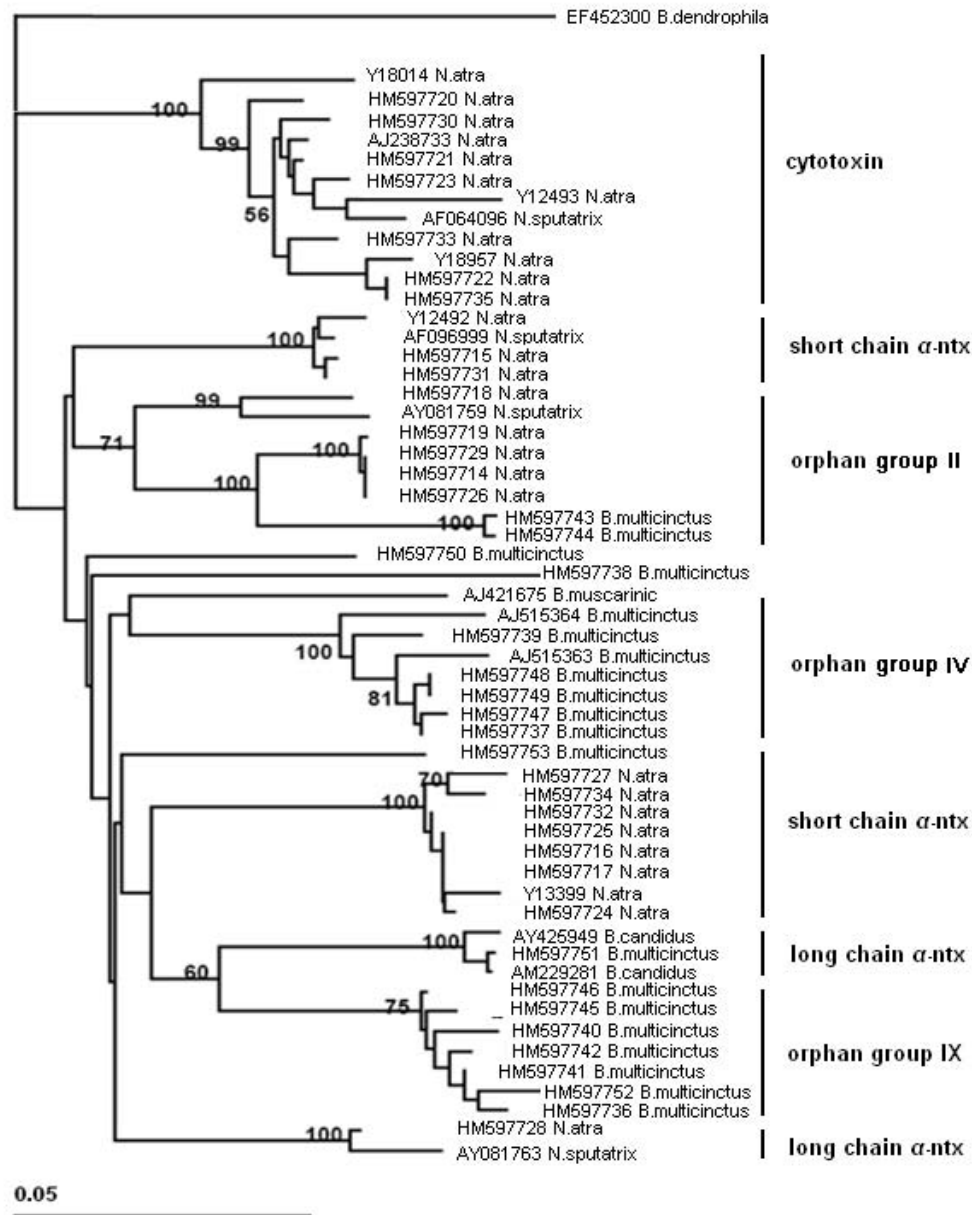 EF452300 B.dendrophila
Y18014 N.atra
HM597720 N.atra
100
HM597730 N.atra
AJ238733 N.atra
99
HM597721 N.atra
cytotoxin
HM597723 N.atra
Y12493 N.atra
56
AF064096 N.sputatrix
HM597733 N.atra
Y18957 N.atra
HM597722 N.atra
HM597735 N.atra
Y12492 N.atra
100
AF096999 N.sputatrix
short chain α-ntx
HM597715 N.atra
HM597731 N.atra
99
HM597718 N.atra
AY081759 N.sputatrix
71
HM597719 N.atra
100
HM597729 N.atra
orphan group II
100
HM597714 N.atra
HM597726 N.atra
100
HM597743 B.multicinctus
HM597744 B.multicinctus
HM597750 B.multicinctus
HM597738 B.multicinctus
AJ421675 B.muscarinic
AJ515364 B.multicinctus
HM597739 B.multicinctus
100
AJ515363 B.multicinctus
orphan group IV
HM597748 B.multicinctus
81
HM597749 B.multicinctus
HM597747 B.multicinctus
HM597737 B.multicinctus
HM597753 B.multicinctus
70
HM597727 N.atra
HM597734 N.atra
100
HM597732 N.atra
short chain α-ntx
HM597725 N.atra
HM597716 N.atra
HM597717 N.atra
Y13399 N.atra
HM597724 N.atra
100
AY425949 B.candidus
HM597751 B.multicinctus
long chain α-ntx
60
AM229281 B.candidus
HM597746 B.multicinctus
75
HM597745 B.multicinctus
HM597740 B.multicinctus
HM597742 B.multicinctus
orphan group IX
HM597741 B.multicinctus
HM597752 B.multicinctus
HM597736 B.multicinctus
100
HM597728 N.atra
AY081763 N.sputatrix
long chain α-ntx
0.05